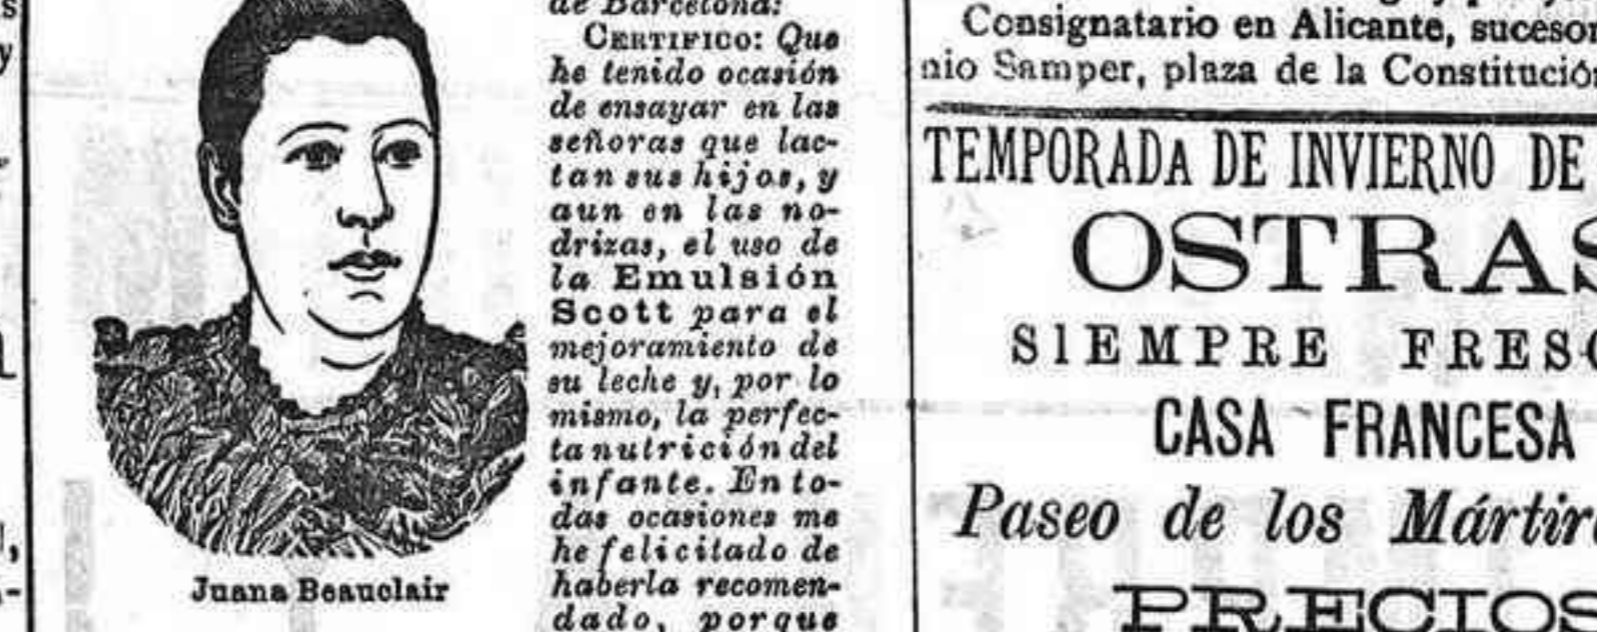 y
Juana Beauclair
de Barcelona:
CERTIFICO: Que
he tenido ocasión
de ensayar en las
señoras que lac-
tan sus hijos, y
aun en las no-
drizas, el uso de
la Emulsión
Scott para el
mejoramiento de
su leche y, por lo
mismo, la perfec-
ta nutrición del
infante. En to-
das ocasiones me
he felicitado de
haberla recomen-
dado, porque
Consignatario en Alicante, sucesor
nio Samper, plaza de la Constitución
TEMPORADA DE INVIERNO DE
OSTRAS
SIEMPRE FRESC
CASA FRANCESA
Paseo de los Mártir
PRECIOS